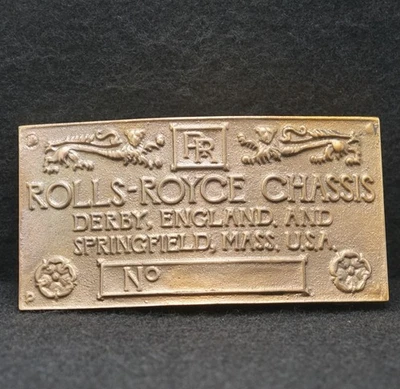 RR
ROLLS-ROYCE CHASSIS
DERBY, ENGLAND, AND
SPRINGFIELD, MASS. U.S.A.
No